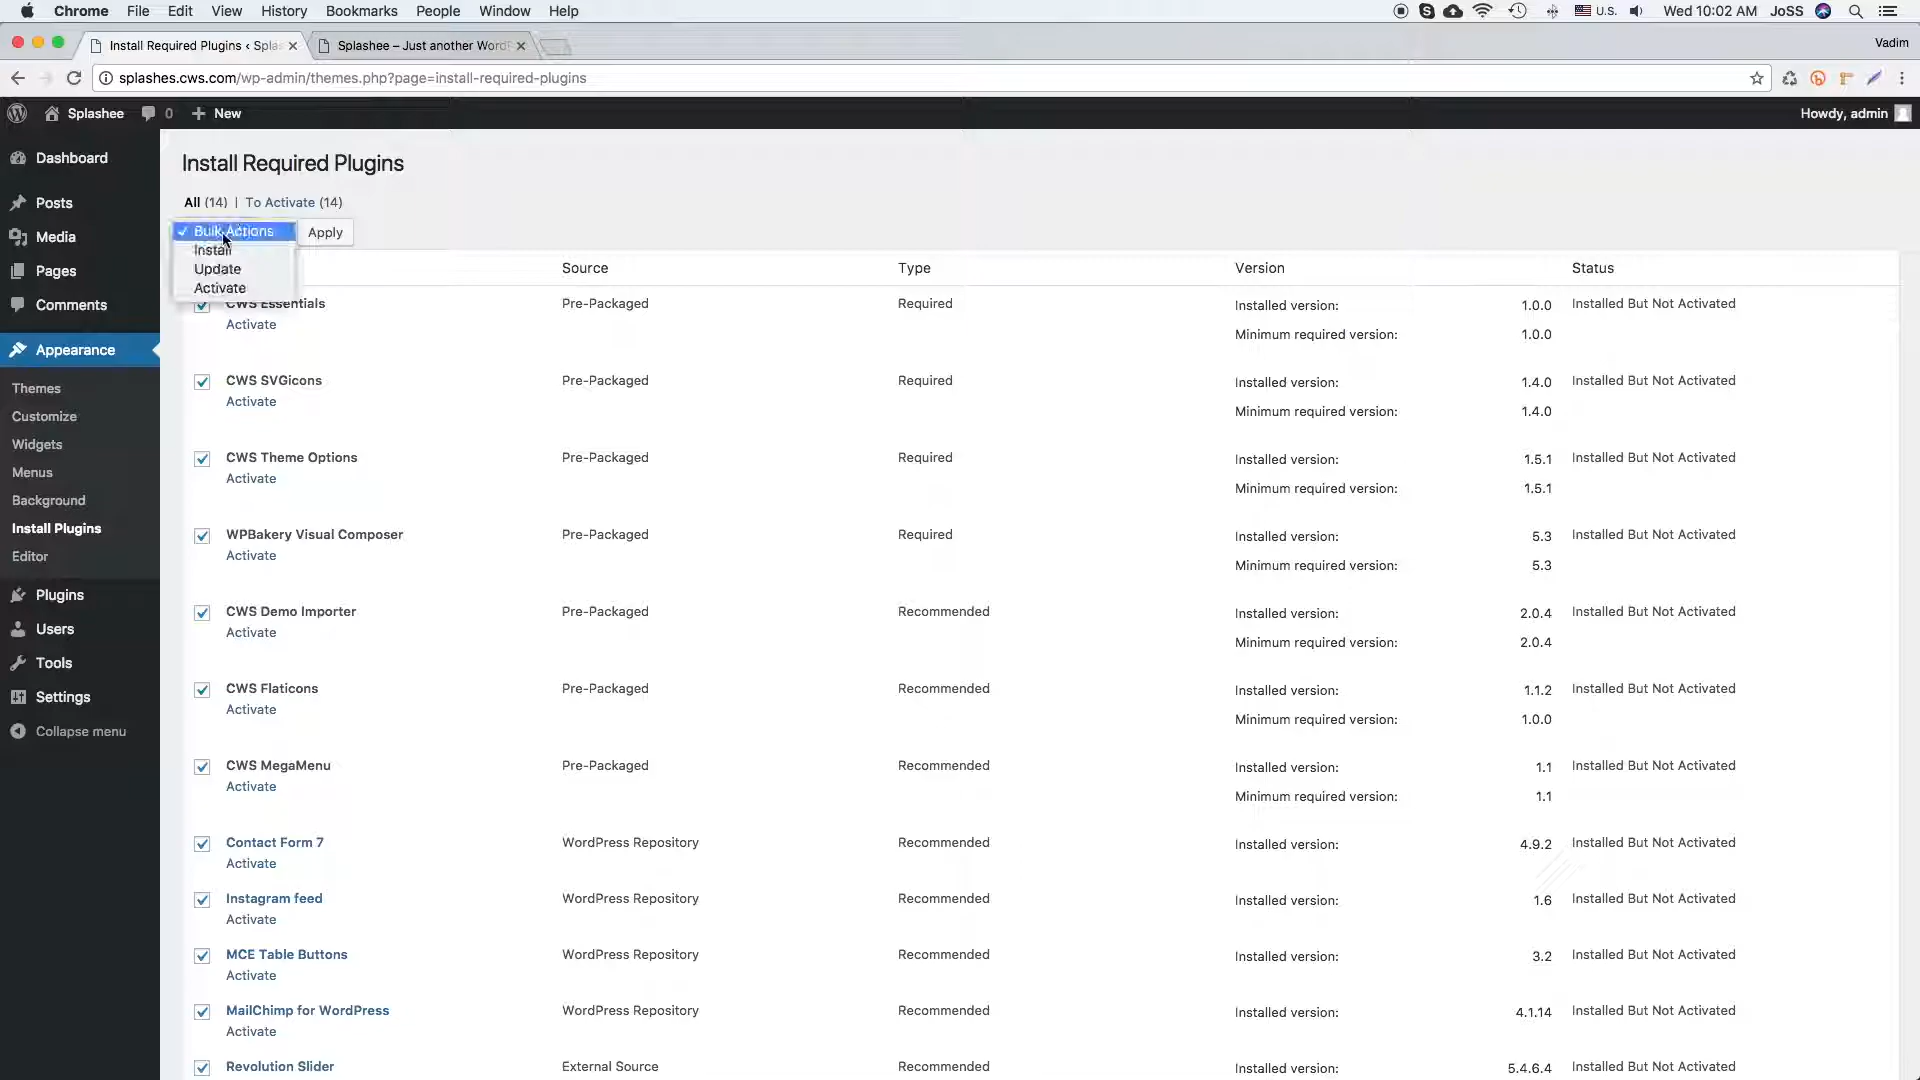 Chrome File Edit View History Bookmarks People Window Help U.S. Wed 10:02 AM JoSS
Install Required Plugins ‹ Spla Splashee – Just another Word Vadim
splashes.cws.com/wp-admin/themes.php?page=install-required-plugins
Splashee 0 New Howdy, admin
Dashboard
Posts
Media
Pages
Comments
Appearance
Themes
Customize
Widgets
Menus
Background
Install Plugins
Editor
Plugins
Users
Tools
Settings
Collapse menu
Install Required Plugins
All (14) | To Activate (14)
Bulk Actions Apply
Install
Update
Activate
Source Type Version Status
CWS Essentials Pre-Packaged Required Installed version: 1.0.0 Installed But Not Activated
Activate Minimum required version: 1.0.0
CWS SVGicons Pre-Packaged Required Installed version: 1.4.0 Installed But Not Activated
Activate Minimum required version: 1.4.0
CWS Theme Options Pre-Packaged Required Installed version: 1.5.1 Installed But Not Activated
Activate Minimum required version: 1.5.1
WPBakery Visual Composer Pre-Packaged Required Installed version: 5.3 Installed But Not Activated
Activate Minimum required version: 5.3
CWS Demo Importer Pre-Packaged Recommended Installed version: 2.0.4 Installed But Not Activated
Activate Minimum required version: 2.0.4
CWS Flaticons Pre-Packaged Recommended Installed version: 1.1.2 Installed But Not Activated
Activate Minimum required version: 1.0.0
CWS MegaMenu Pre-Packaged Recommended Installed version: 1.1 Installed But Not Activated
Activate Minimum required version: 1.1
Contact Form 7 WordPress Repository Recommended Installed version: 4.9.2 Installed But Not Activated
Activate
Instagram feed WordPress Repository Recommended Installed version: 1.6 Installed But Not Activated
Activate
MCE Table Buttons WordPress Repository Recommended Installed version: 3.2 Installed But Not Activated
Activate
MailChimp for WordPress WordPress Repository Recommended Installed version: 4.1.14 Installed But Not Activated
Activate
Revolution Slider External Source Recommended Installed version: 5.4.6.4 Installed But Not Activated